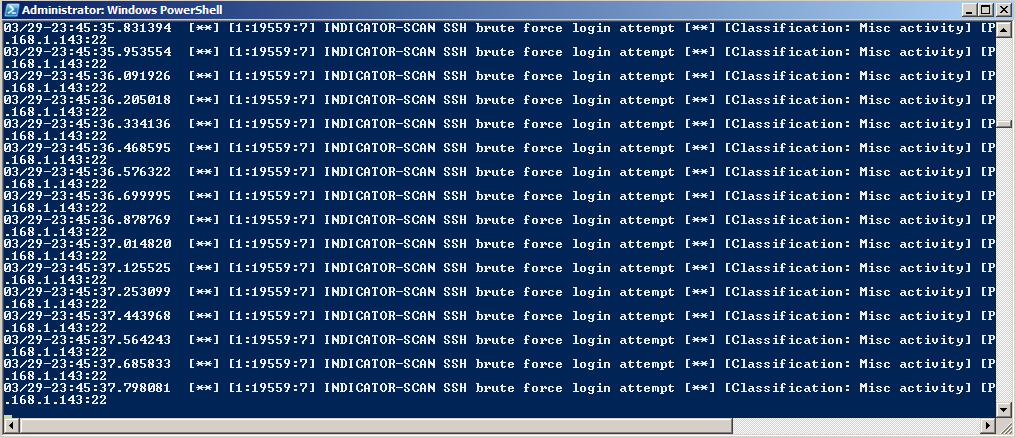 Administrator: Windows PowerShell
03/29-23:45:35.831394 [**] [1:19559:7] INDICATOR-SCAN SSH brute force login attempt [**] [Classification: Misc activity] [P
.168.1.143:22
03/29-23:45:35.953554 [**] [1:19559:7] INDICATOR-SCAN SSH brute force login attempt [**] [Classification: Misc activity] [P
.168.1.143:22
03/29-23:45:36.091926 [**] [1:19559:7] INDICATOR-SCAN SSH brute force login attempt [**] [Classification: Misc activity] [P
.168.1.143:22
03/29-23:45:36.205018 [**] [1:19559:7] INDICATOR-SCAN SSH brute force login attempt [**] [Classification: Misc activity] [P
.168.1.143:22
03/29-23:45:36.334136 [**] [1:19559:7] INDICATOR-SCAN SSH brute force login attempt [**] [Classification: Misc activity] [P
.168.1.143:22
03/29-23:45:36.468595 [**] [1:19559:7] INDICATOR-SCAN SSH brute force login attempt [**] [Classification: Misc activity] [P
.168.1.143:22
03/29-23:45:36.576322 [**] [1:19559:7] INDICATOR-SCAN SSH brute force login attempt [**] [Classification: Misc activity] [P
.168.1.143:22
03/29-23:45:36.699995 [**] [1:19559:7] INDICATOR-SCAN SSH brute force login attempt [**] [Classification: Misc activity] [P
.168.1.143:22
03/29-23:45:36.878769 [**] [1:19559:7] INDICATOR-SCAN SSH brute force login attempt [**] [Classification: Misc activity] [P
.168.1.143:22
03/29-23:45:37.014820 [**] [1:19559:7] INDICATOR-SCAN SSH brute force login attempt [**] [Classification: Misc activity] [P
.168.1.143:22
03/29-23:45:37.125525 [**] [1:19559:7] INDICATOR-SCAN SSH brute force login attempt [**] [Classification: Misc activity] [P
.168.1.143:22
03/29-23:45:37.253099 [**] [1:19559:7] INDICATOR-SCAN SSH brute force login attempt [**] [Classification: Misc activity] [P
.168.1.143:22
03/29-23:45:37.443968 [**] [1:19559:7] INDICATOR-SCAN SSH brute force login attempt [**] [Classification: Misc activity] [P
.168.1.143:22
03/29-23:45:37.564243 [**] [1:19559:7] INDICATOR-SCAN SSH brute force login attempt [**] [Classification: Misc activity] [P
.168.1.143:22
03/29-23:45:37.685833 [**] [1:19559:7] INDICATOR-SCAN SSH brute force login attempt [**] [Classification: Misc activity] [P
.168.1.143:22
03/29-23:45:37.798081 [**] [1:19559:7] INDICATOR-SCAN SSH brute force login attempt [**] [Classification: Misc activity] [P
.168.1.143:22